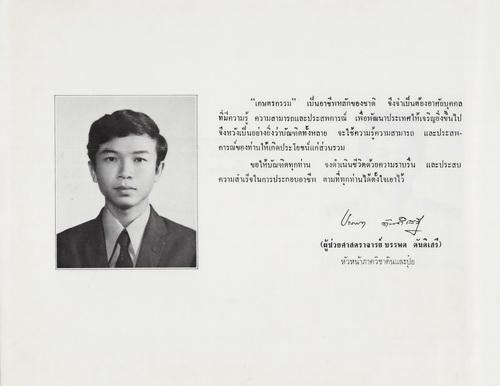 "เกษตรกรรม" เป็นอาชีพหลักของชาติ จึงจำเป็นต้องอาศัยบุคคล
ที่มีความรู้ ความสามารถและประสพการณ์ เพื่อพัฒนาประเทศให้เจริญยิ่งขึ้นไป
จึงหวังเป็นอย่างยิ่งว่าบัณฑิตทั้งหลาย จะใช้ความรู้ความสามารถ และประสพ-
การณ์ของท่านให้เกิดประโยชน์แก่ส่วนรวม
ขอให้บัณฑิตทุกท่าน จงดำเนินชีวิตด้วยความราบรื่น และประสบ
ความสำเร็จในการประกอบอาชีพ ตามที่ทุกท่านได้ตั้งใจเอาไว้
(ผู้ช่วยศาสตราจารย์ บรรพต ตันติเสรี)
หัวหน้าภาควิชาดินและปุ๋ย